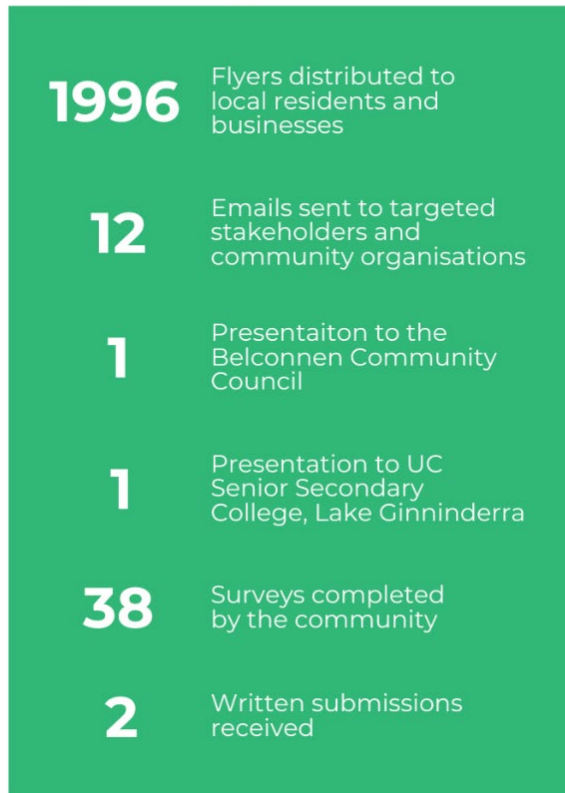 1996
Flyers distributed to
local residents and
businesses
12
Emails sent to targeted
stakeholders and
community organisations
1
Presentaiton to the
Belconnen Community
Council
1
Presentation to UC
Senior Secondary
College, Lake Ginninderra
38
Surveys completed
by the community
2
Written submissions
received